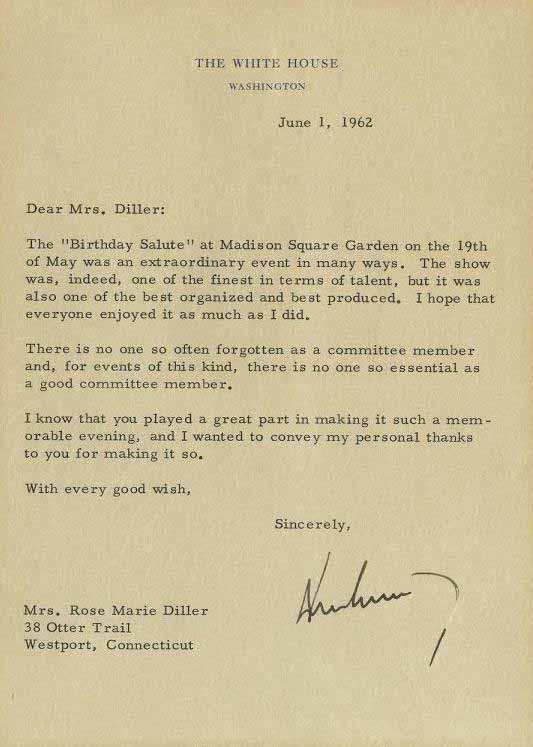 THE WHITE HOUSE
WASHINGTON
June 1, 1962
Dear Mrs. Diller:
The "Birthday Salute" at Madison Square Garden on the 19th
of May was an extraordinary event in many ways. The show
was, indeed, one of the finest in terms of talent, but it was
also one of the best organized and best produced. I hope that
everyone enjoyed it as much as I did.
There is no one so often forgotten as a committee member
and, for events of this kind, there is no one so essential as
a good committee member.
I know that you played a great part in making it such a mem-
orable evening, and I wanted to convey my personal thanks
to you for making it so.
With every good wish,
Sincerely,
Mrs. Rose Marie Diller
38 Otter Trail
Westport, Connecticut